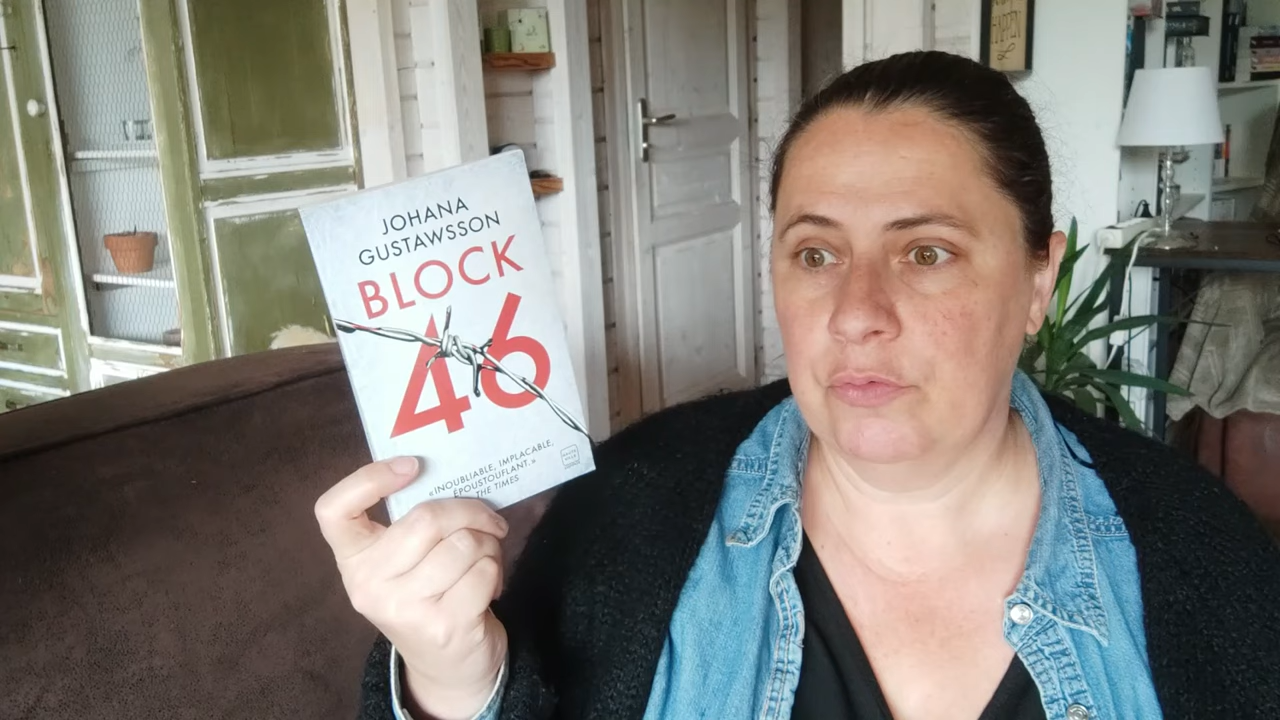 JOHANA
GUSTAWSSON
BLOCK
46
«INOUBLIABLE, IMPLACABLE,
ÉPOUSTOUFLANT.»
THE TIMES